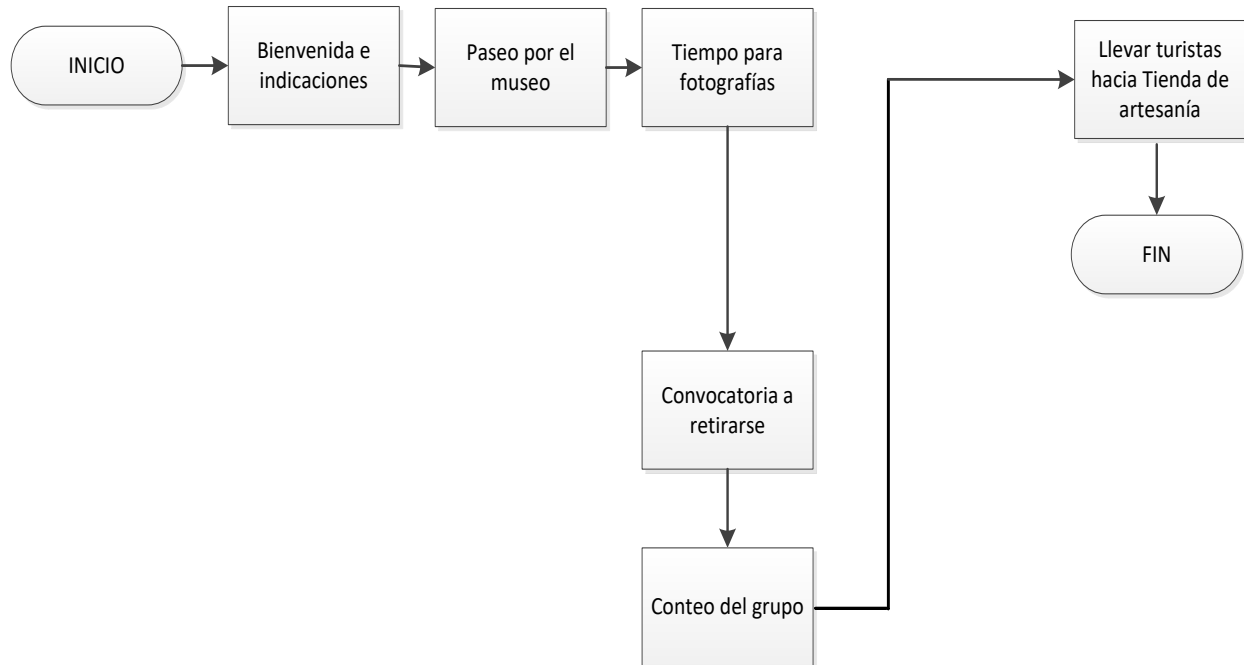 INICIO
Bienvenida e
indicaciones
Paseo por el
museo
Tiempo para
fotografías
Convocatoria a
retirarse
Conteo del grupo
Llevar turistas
hacia Tienda de
artesanía
FIN